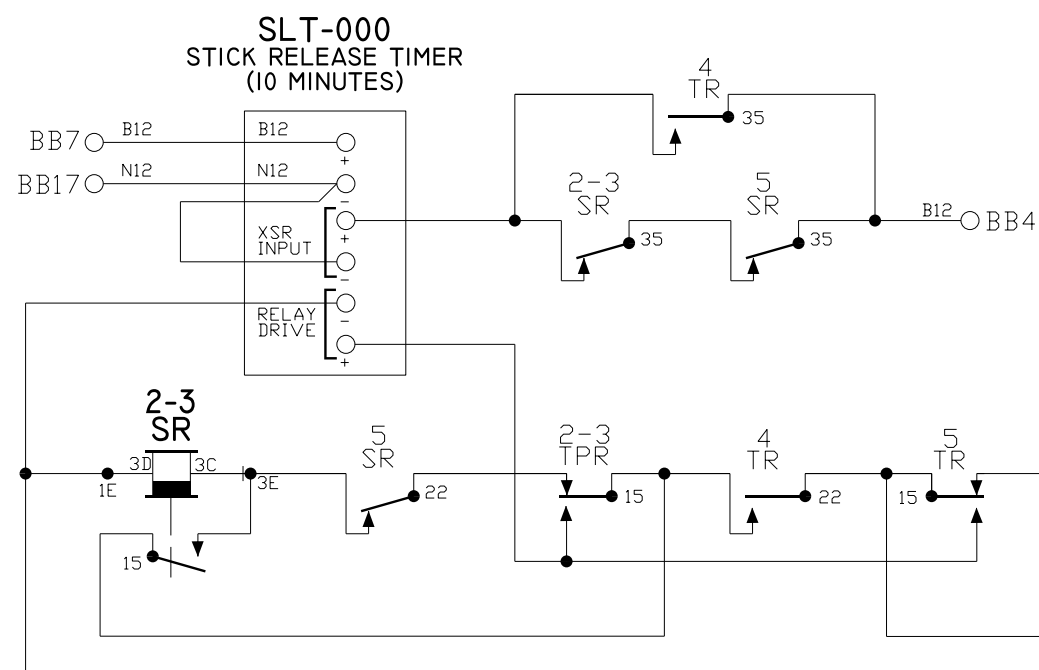 SLT-000
STICK RELEASE TIMER
(10 MINUTES)
4
TR
35
BB7
B12
B12
+
BB17
N12
N12
-
2-3
SR
35
5
SR
35
B12
BB4
XSR
INPUT
+
-
RELAY
DRIVE
-
+
2-3
SR
3D
3C
1E
3E
15
5
SR
22
2-3
TPR
15
4
TR
22
5
TR
15